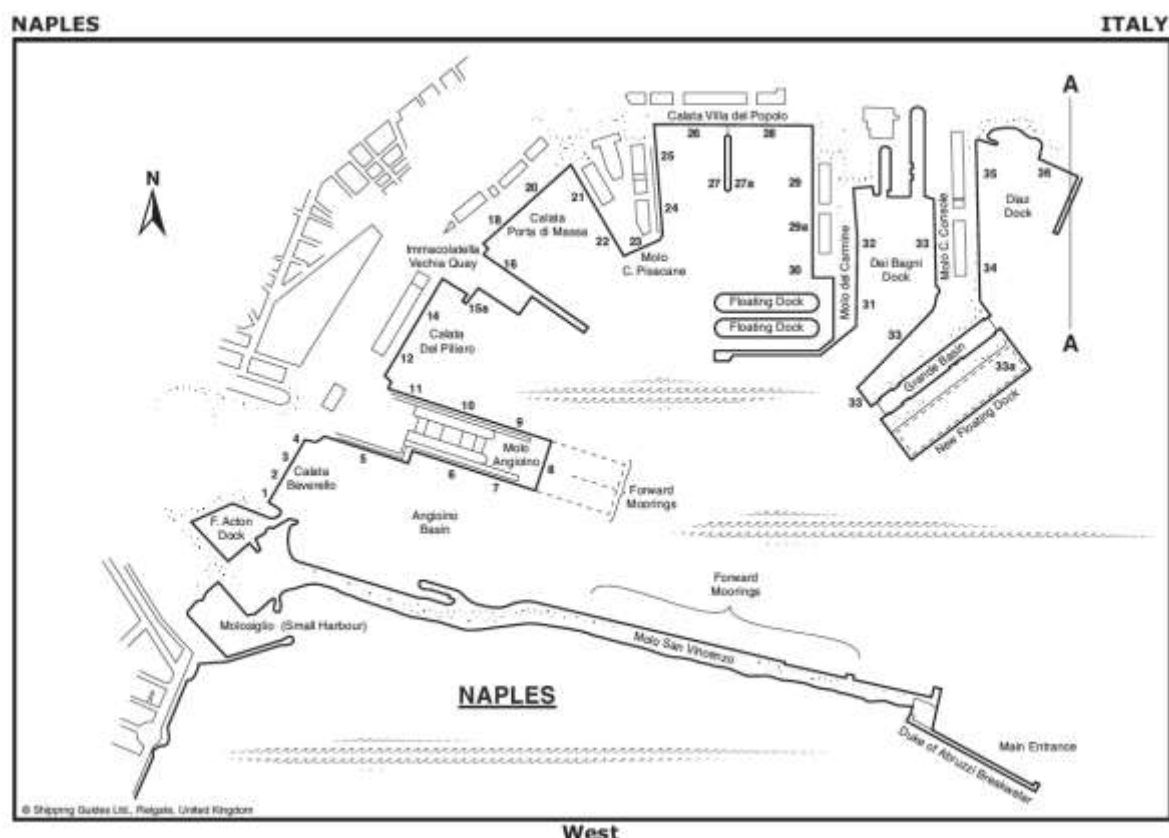 NAPLES
ITALY
A
Calata Villa del Popolo
26
28
25
27
27a
29
35
36
N
20
21
24
Diaz
Dock
18
Calata
Porta di Massa
29a
32
33
Molo C. Console
22
23
Immacolatella
Vechia Quay
16
Molo
C. Pisacane
30
Molo del Carmine
Dei Bagni
Dock
34
14
15a
Floating Dock
31
Floating Dock
33
Calata
Del Piliero
A
12
Grande Basin
33a
11
10
33
9
New Floating Dock
4
Molo
Angioino
3
5
8
2
Calata
Beverello
6
7
Forward
Moorings
1
F. Acton
Dock
Angioino
Basin
Forward
Moorings
Molosiglio (Small Harbour)
Molo San Vincenzo
NAPLES
Main Entrance
Duke of Abruzzi Breakwater
© Shipping Guides Ltd., Reigate, United Kingdom
West